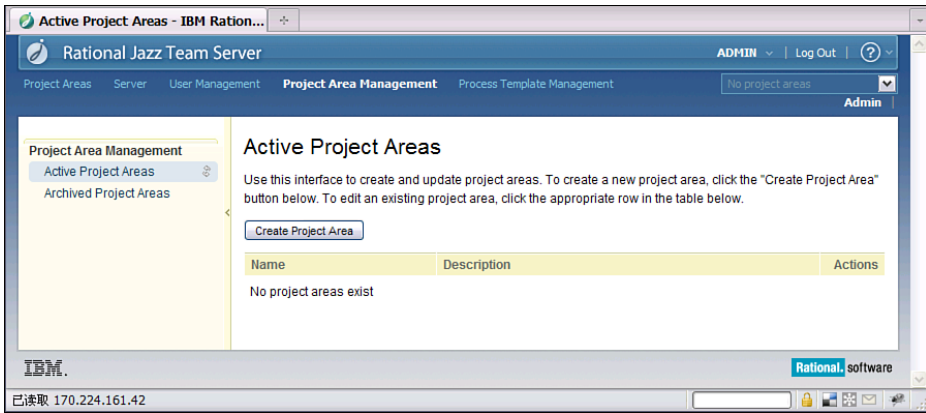 Active Project Areas - IBM Ration...
Rational Jazz Team Server
ADMIN | Log Out | ?
Project Areas Server User Management Project Area Management Process Template Management No project areas
Admin
Project Area Management
Active Project Areas
Archived Project Areas
Active Project Areas
Use this interface to create and update project areas. To create a new project area, click the "Create Project Area"
button below. To edit an existing project area, click the appropriate row in the table below.
Create Project Area
Name Description Actions
No project areas exist
IBM.
Rational. software
已读取 170.224.161.42